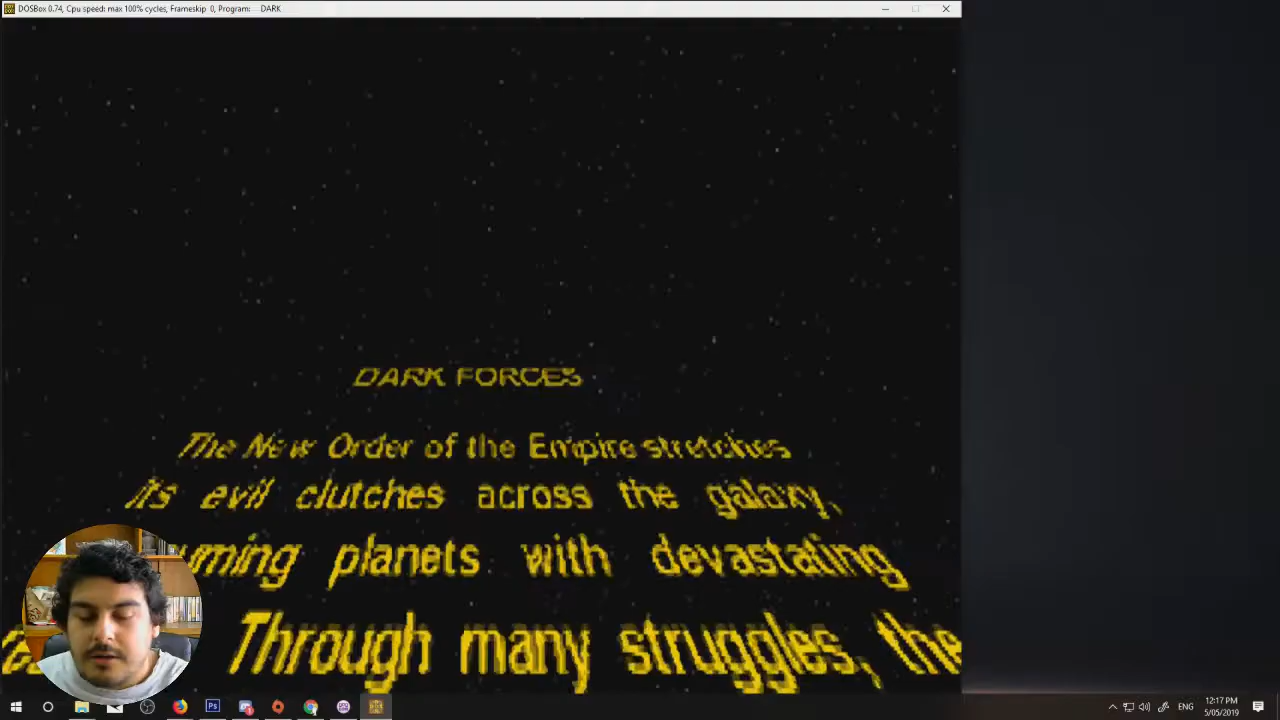 DOSBox 0.74, Cpu speed: max 100% cycles, Frameskip 0, Program: DARK
DARK FORCES
The New Order of the Empire stretches
its evil clutches across the galaxy,
planets with devastating
Through many struggles, the
Ps
ENG
12:17 PM
5/05/2019